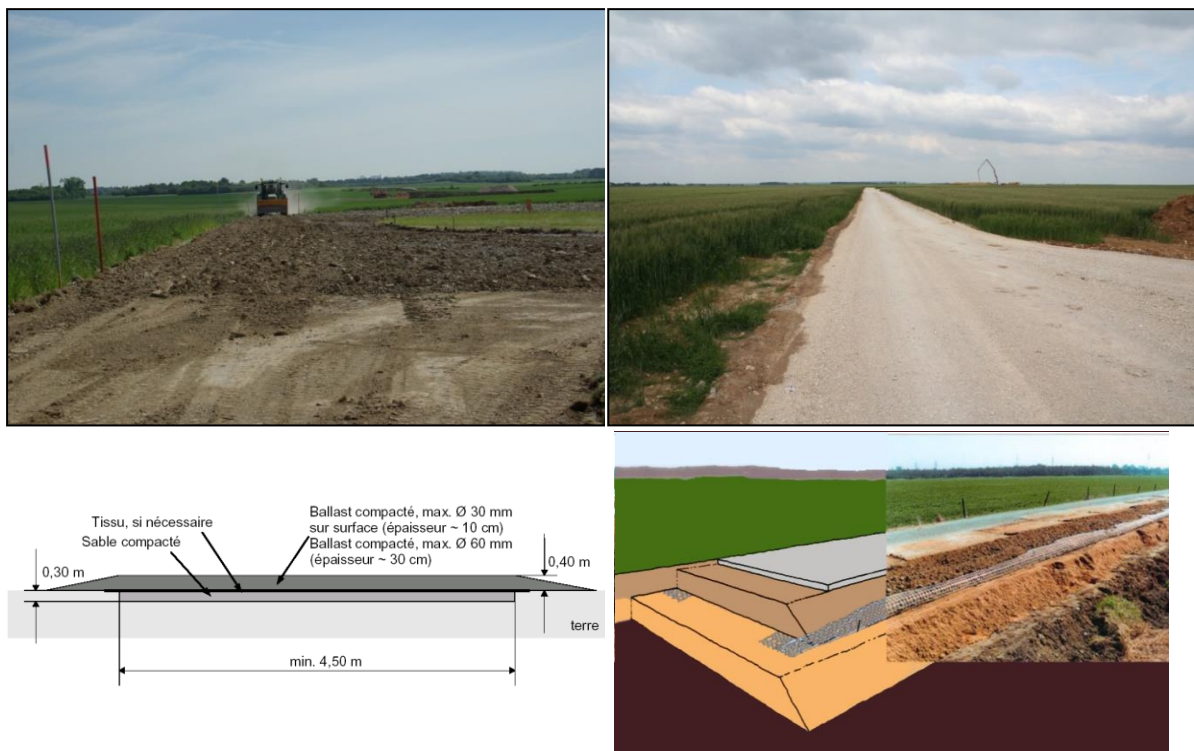 Tissu, si nécessaire
Sable compacté
Ballast compacté, max. Ø 30 mm
sur surface (épaisseur ~ 10 cm)
Ballast compacté, max. Ø 60 mm
(épaisseur ~ 30 cm)
0,30 m
0,40 m
terre
min. 4,50 m